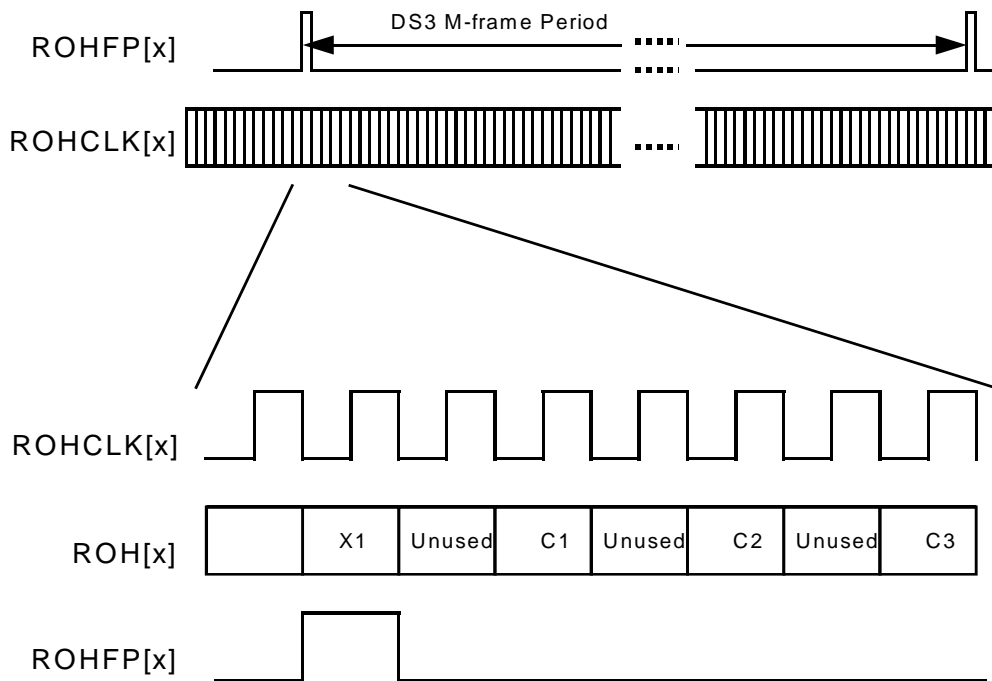 DS3 M-frame Period
ROHFP[x]
ROHCLK[x]
ROHCLK[x]
ROH[x]
X1 Unused C1 Unused C2 Unused C3
ROHFP[x]